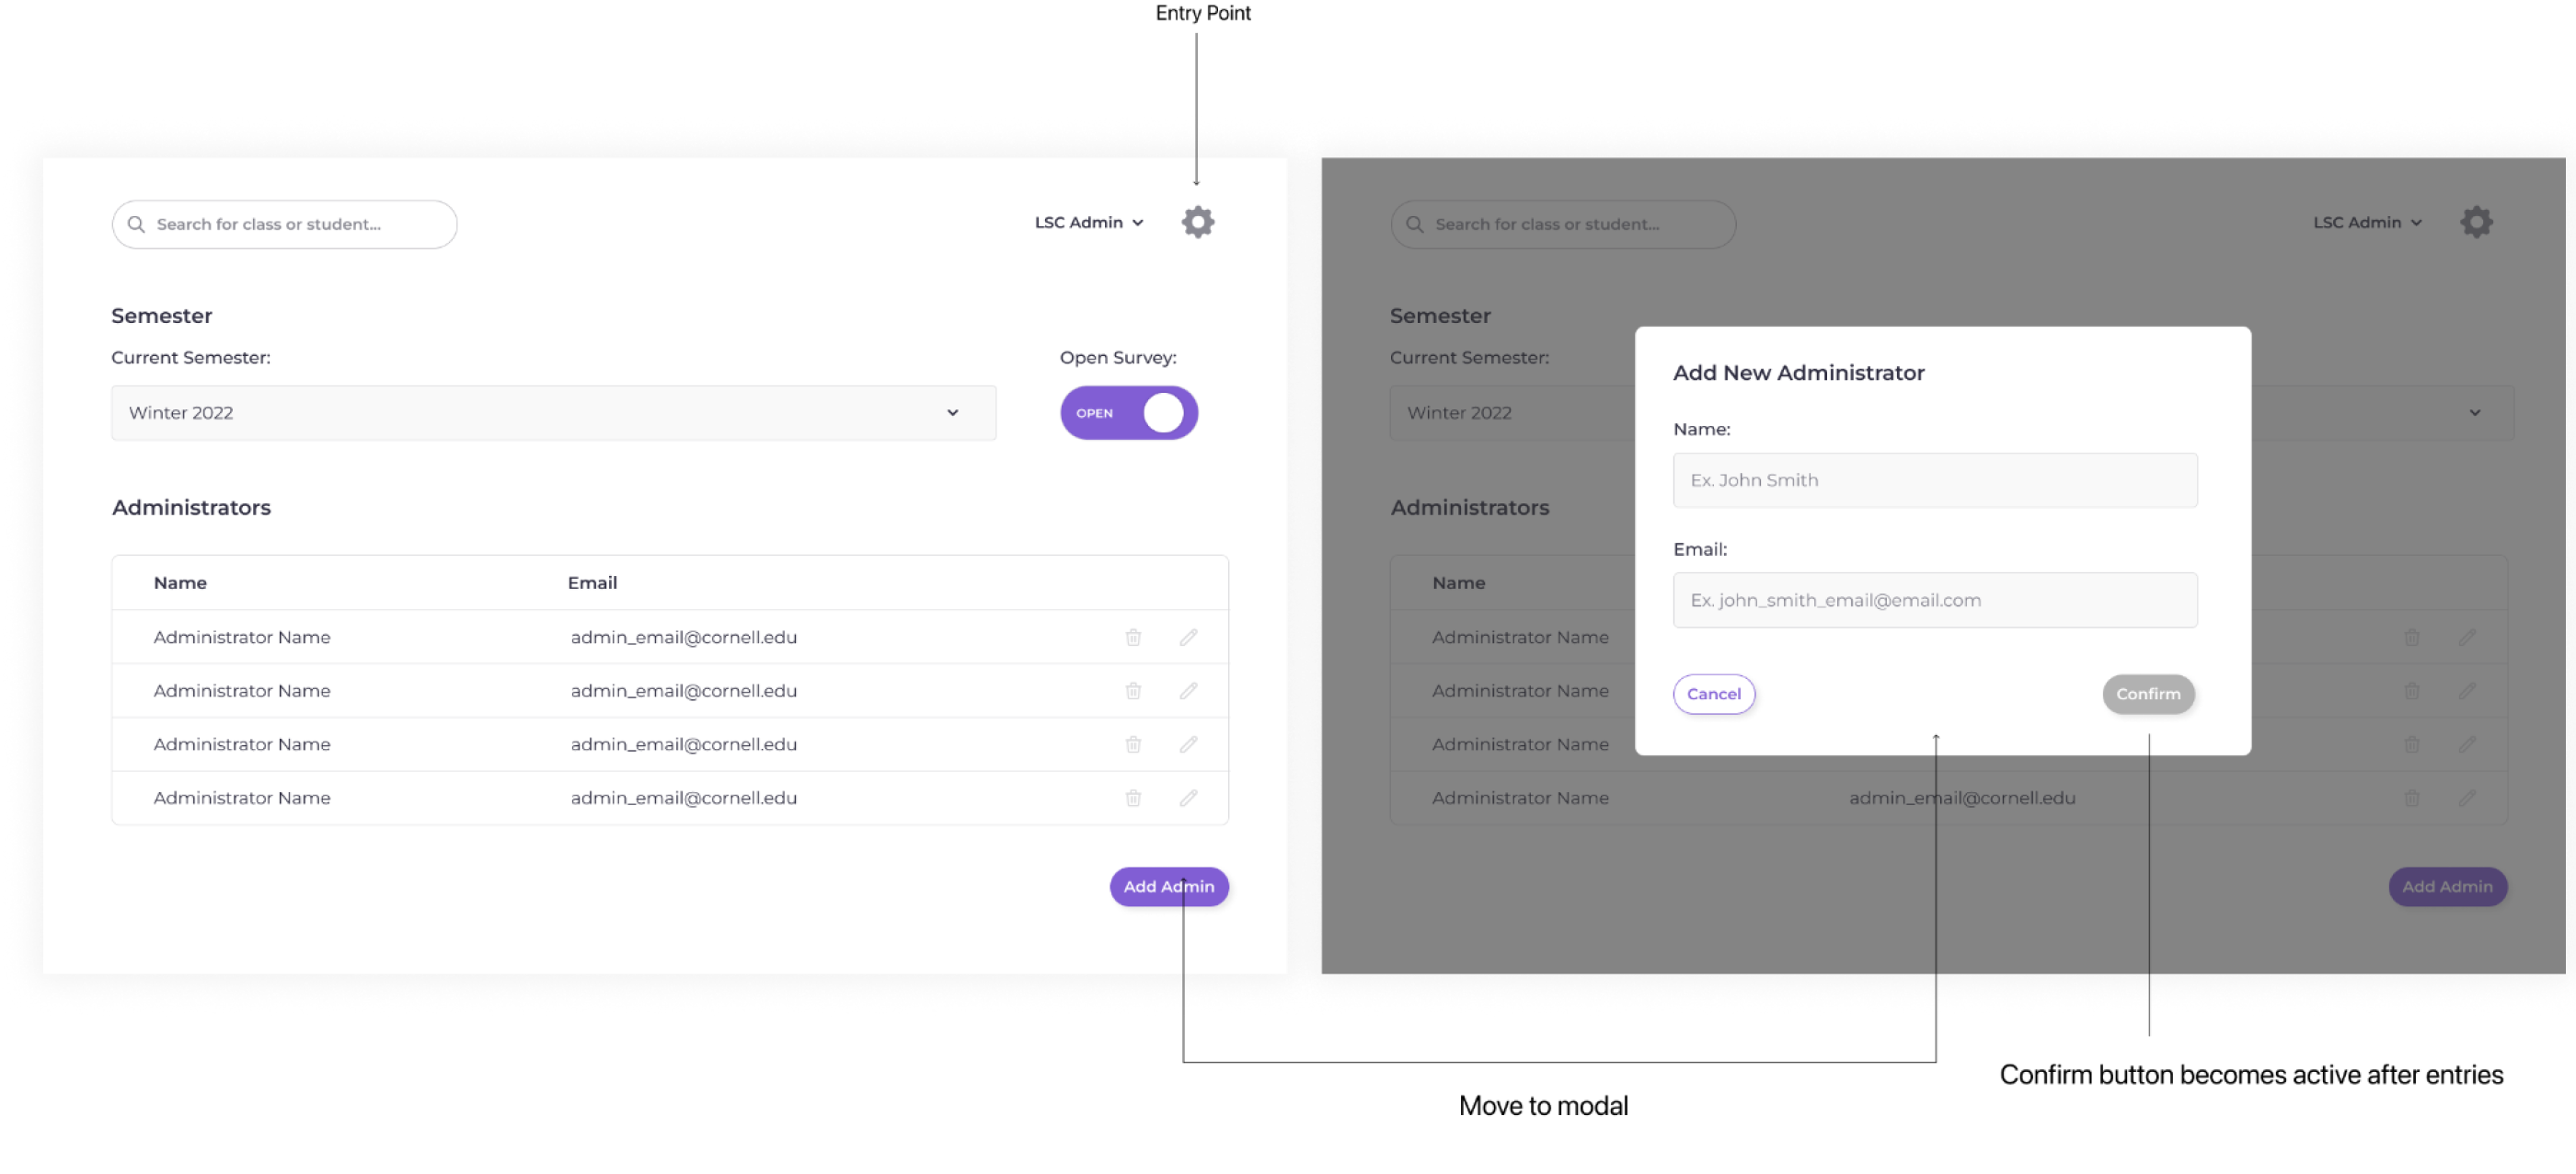 Entry Point
Search for class or student...
LSC Admin
Semester
Current Semester:
Open Survey:
Winter 2022
OPEN
Administrators
Name Email
Administrator Name admin_email@cornell.edu
Administrator Name admin_email@cornell.edu
Administrator Name admin_email@cornell.edu
Administrator Name admin_email@cornell.edu
Add Admin
Search for class or student...
LSC Admin
Semester
Current Semester:
Winter 2022
Administrators
Name
Administrator Name
Administrator Name
Administrator Name
Administrator Name admin_email@cornell.edu
Add Admin
Add New Administrator
Name:
Ex. John Smith
Email:
Ex. john_smith_email@email.com
Cancel Confirm
Move to modal
Confirm button becomes active after entries